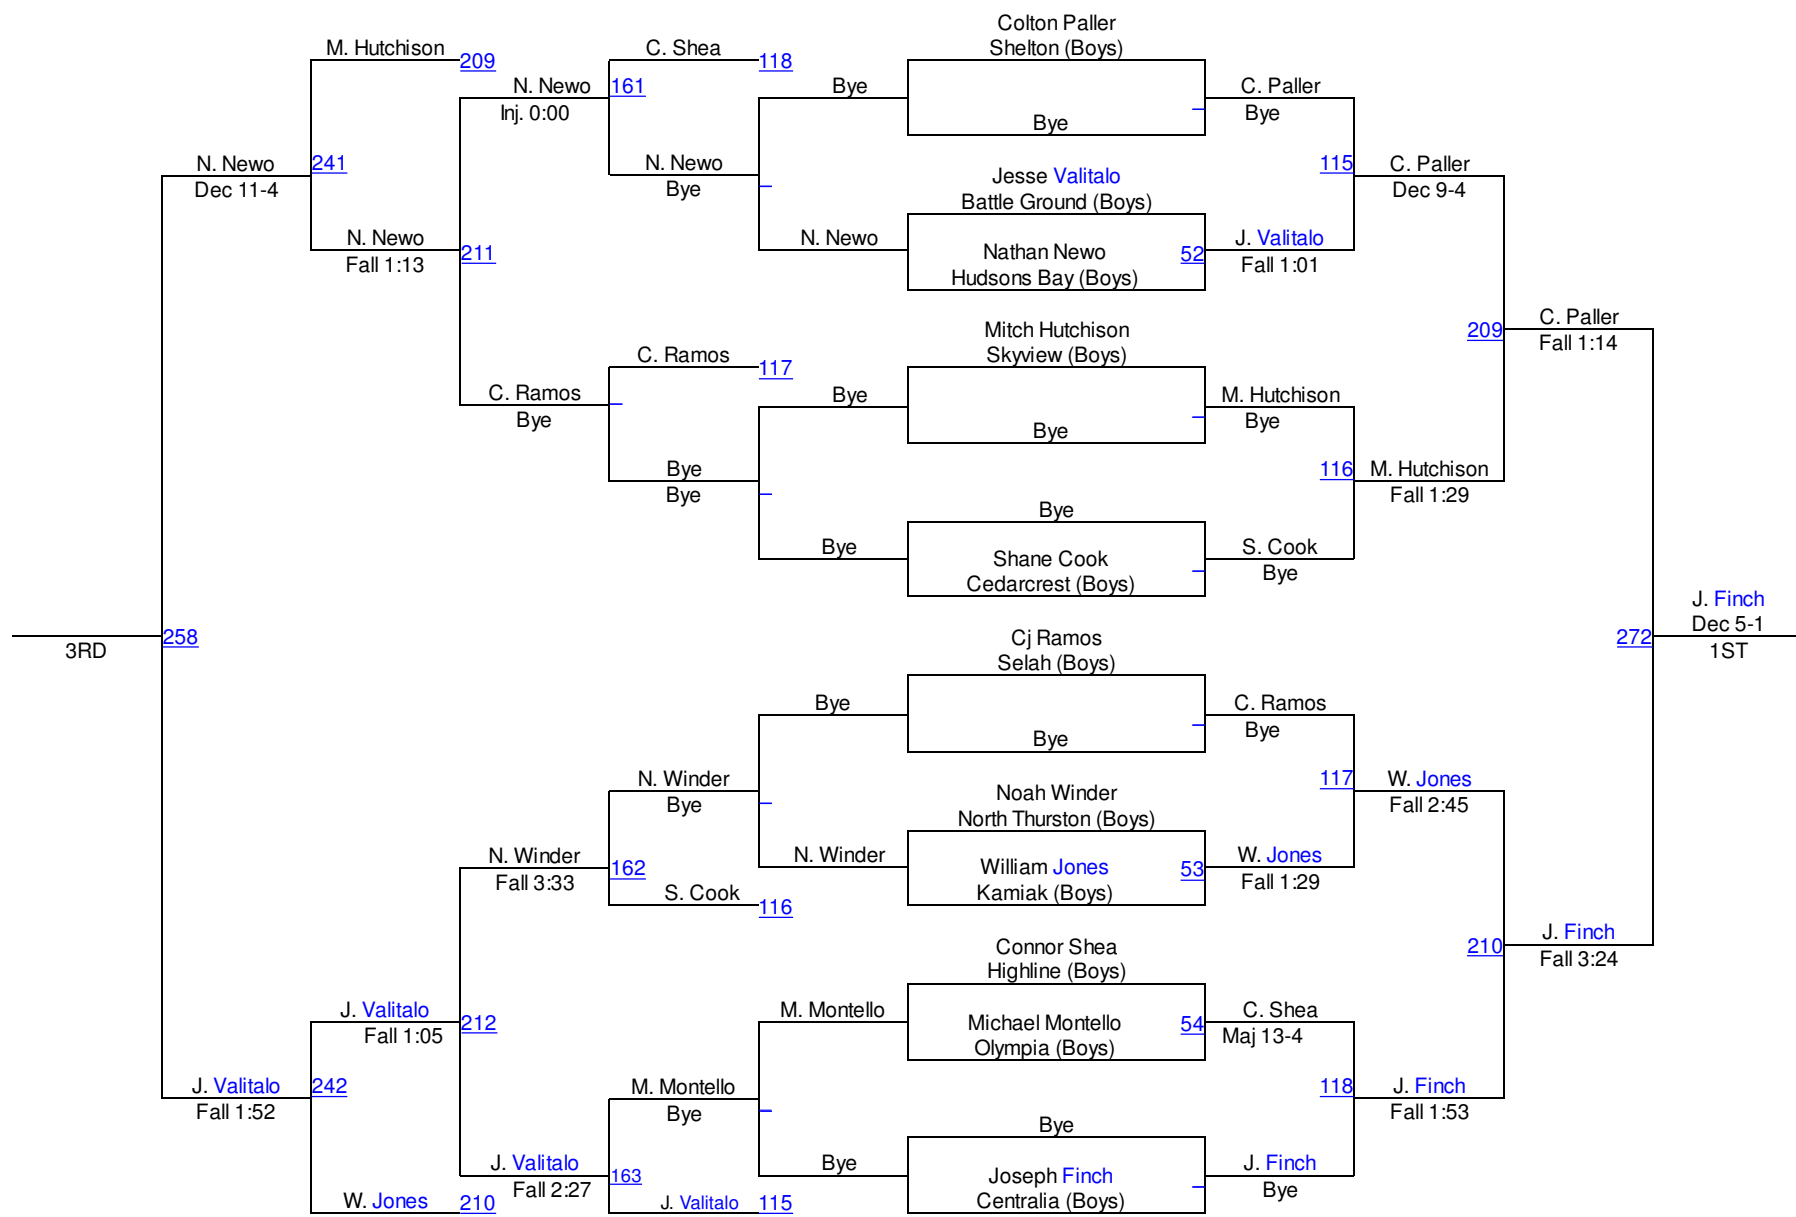 Colton Paller
M. Hutchison
C. Shea
Shelton (Boys)
209
118
N. Newo
161
Bye
C. Paller
Inj. 0:00
Bye
Bye
N. Newo
241
N. Newo
115
C. Paller
Dec 11-4
Bye
Jesse Valitalo
Dec 9-4
Battle Ground (Boys)
N. Newo
N. Newo
J. Valitalo
Fall 1:13
211
Nathan Newo
52
Fall 1:01
Hudsons Bay (Boys)
C. Paller
Mitch Hutchison
209
Fall 1:14
C. Ramos
Skyview (Boys)
117
C. Ramos
Bye
M. Hutchison
Bye
Bye
Bye
Bye
116
M. Hutchison
Bye
Fall 1:29
Bye
Bye
S. Cook
Shane Cook
Bye
Cedarcrest (Boys)
J. Finch
Dec 5-1
3RD
258
Cj Ramos
272
1ST
Selah (Boys)
Bye
C. Ramos
Bye
Bye
N. Winder
117
W. Jones
Bye
Noah Winder
Fall 2:45
North Thurston (Boys)
N. Winder
N. Winder
W. Jones
Fall 3:33
162
William Jones
53
Fall 1:29
S. Cook
116
Kamiak (Boys)
Connor Shea
210
J. Finch
Highline (Boys)
Fall 3:24
J. Valitalo
M. Montello
C. Shea
Fall 1:05
212
Michael Montello
54
Maj 13-4
Olympia (Boys)
J. Valitalo
242
M. Montello
118
J. Finch
Fall 1:52
Bye
Fall 1:53
Bye
J. Valitalo
Bye
J. Finch
Fall 2:27
163
Joseph Finch
Bye
W. Jones
210
J. Valitalo
115
Centralia (Boys)